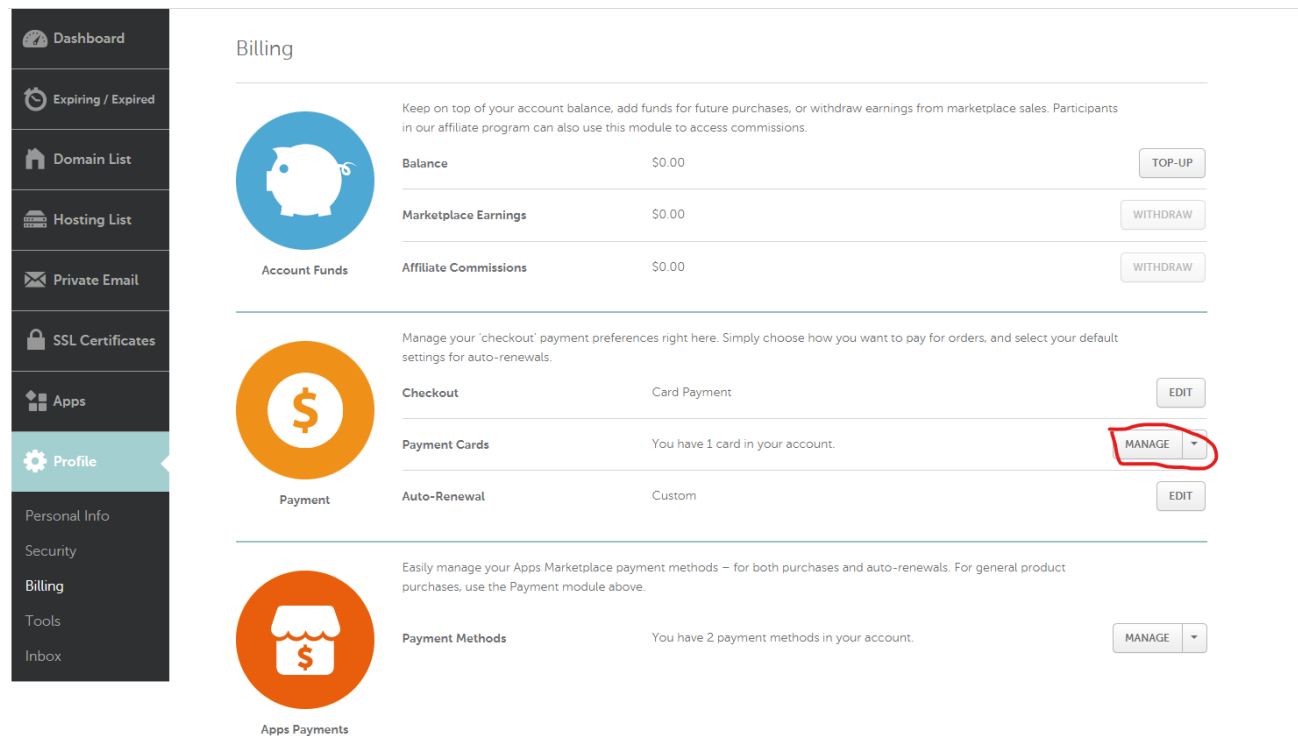 Dashboard
Expiring / Expired
Domain List
Hosting List
Private Email
SSL Certificates
Apps
Profile
Personal Info
Security
Billing
Tools
Inbox
Billing
Keep on top of your account balance, add funds for future purchases, or withdraw earnings from marketplace sales. Participants
in our affiliate program can also use this module to access commissions.
Balance $0.00 TOP-UP
Marketplace Earnings $0.00 WITHDRAW
Account Funds
Affiliate Commissions $0.00 WITHDRAW
Manage your 'checkout' payment preferences right here. Simply choose how you want to pay for orders, and select your default
settings for auto-renewals.
$
Checkout Card Payment EDIT
Payment Cards You have 1 card in your account. MANAGE
Payment
Auto-Renewal Custom EDIT
Easily manage your Apps Marketplace payment methods – for both purchases and auto-renewals. For general product
purchases, use the Payment module above.
$
Payment Methods You have 2 payment methods in your account. MANAGE
Apps Payments